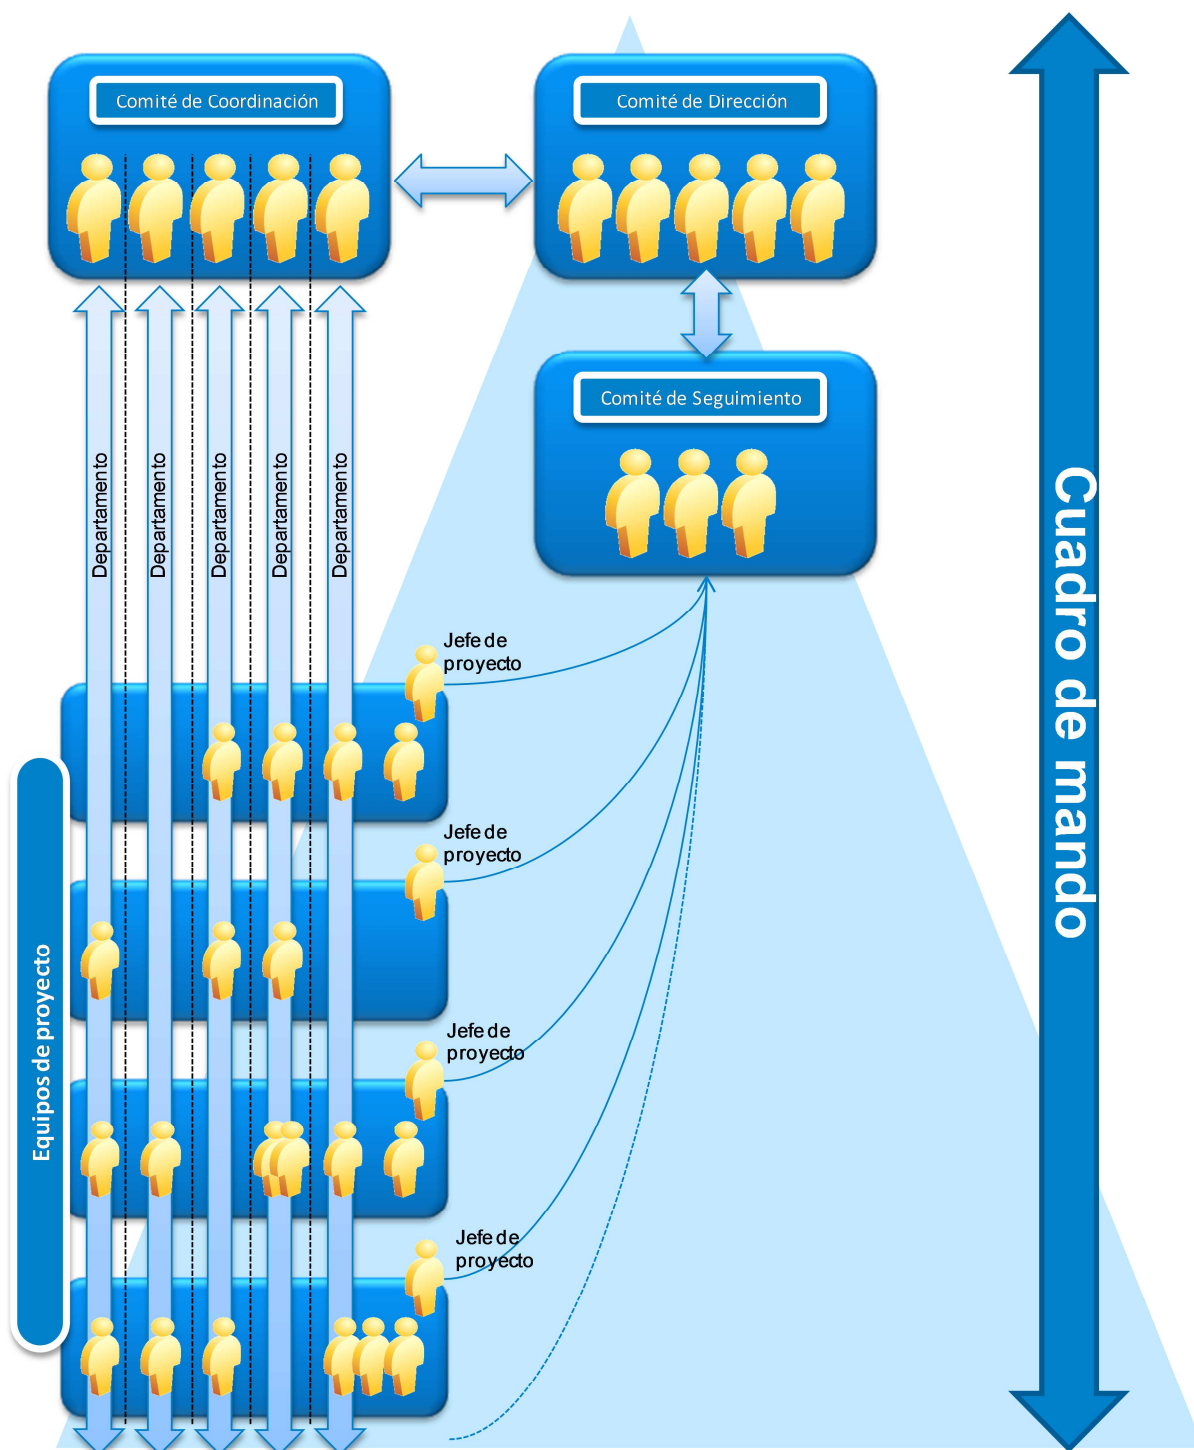 Comité de Coordinación
Comité de Dirección
Comité de Seguimiento
Departamento
Departamento
Departamento
Departamento
Departamento
Cuadro de mando
Jefe de
proyecto
Jefe de
proyecto
Jefe de
proyecto
Jefe de
proyecto
Equipos de proyecto